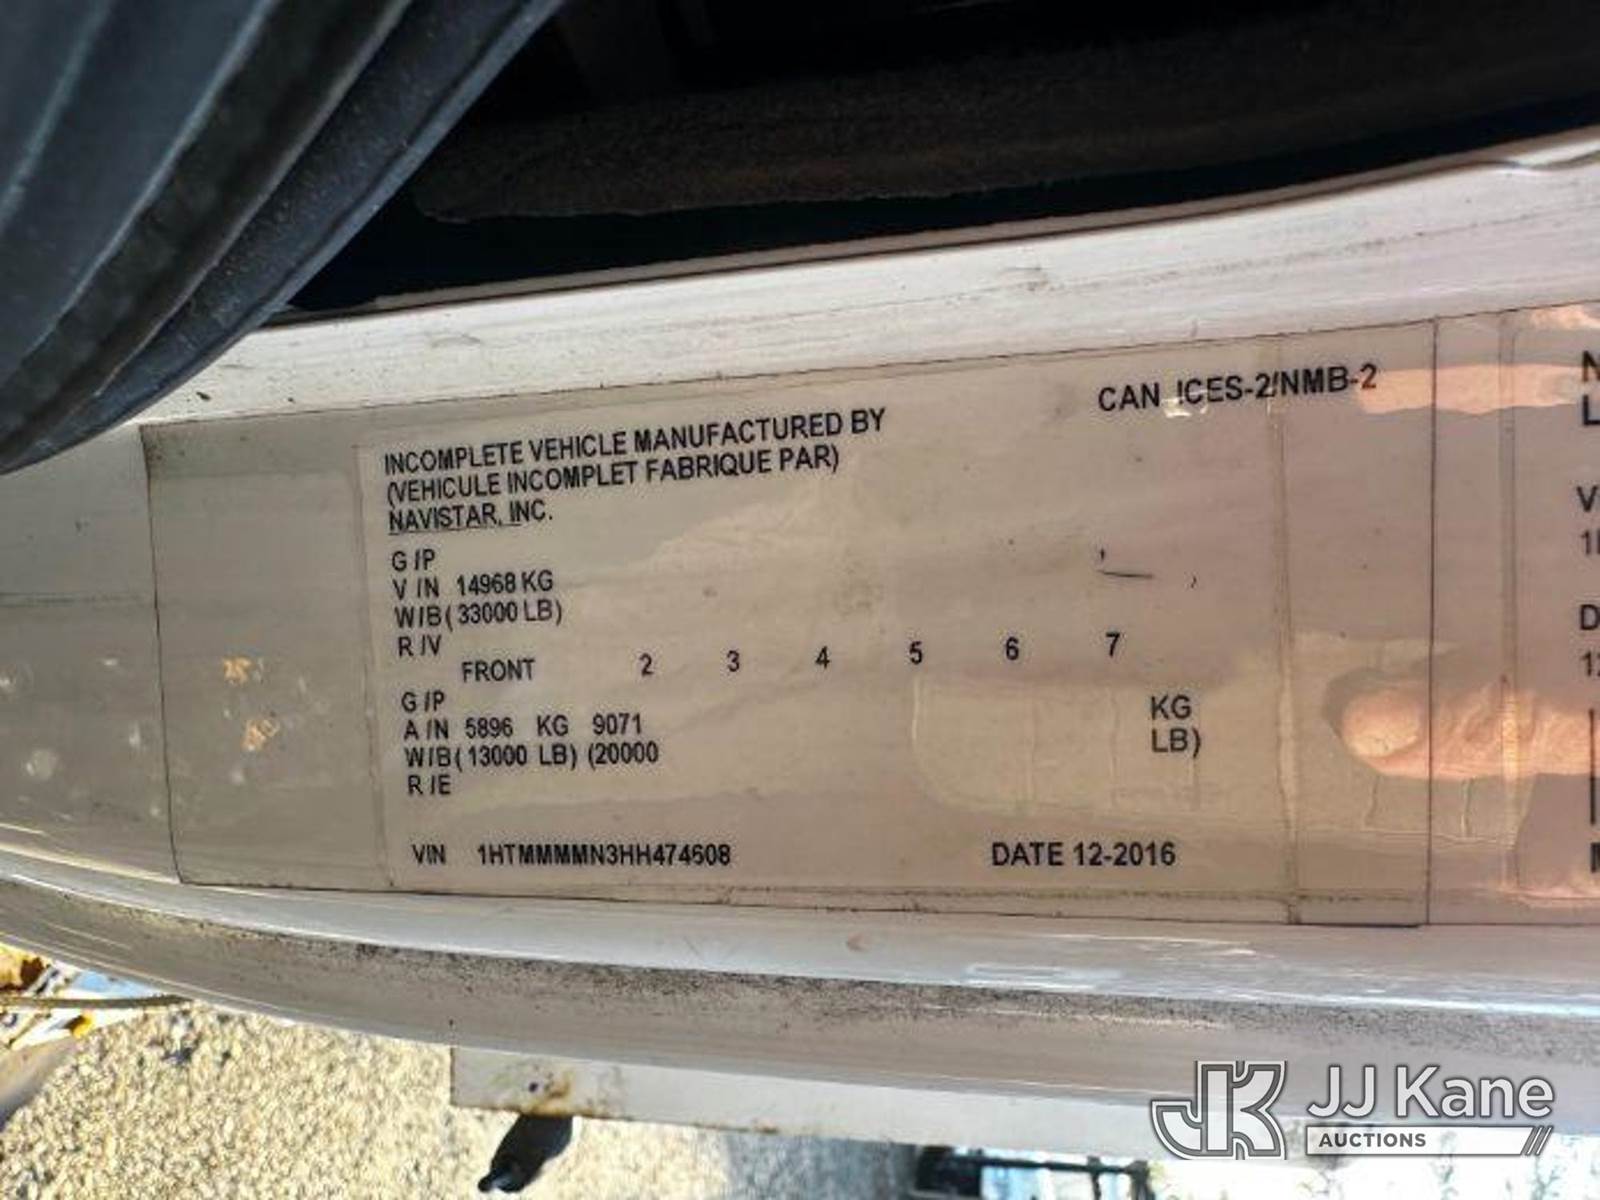 CAN ICES-2/NMB-2
INCOMPLETE VEHICLE MANUFACTURED BY
(VEHICULE INCOMPLET FABRIQUE PAR)
NAVISTAR, INC.
G /P
V /N 14968 KG
W/B ( 33000 LB)
R /V
FRONT 2 3 4 5 6 7
G /P
A /N 5896 KG 9071 KG
W/B ( 13000 LB) (20000 LB)
R /E
VIN 1HTMMMMN3HH474608 DATE 12-2016
JJ Kane
AUCTIONS